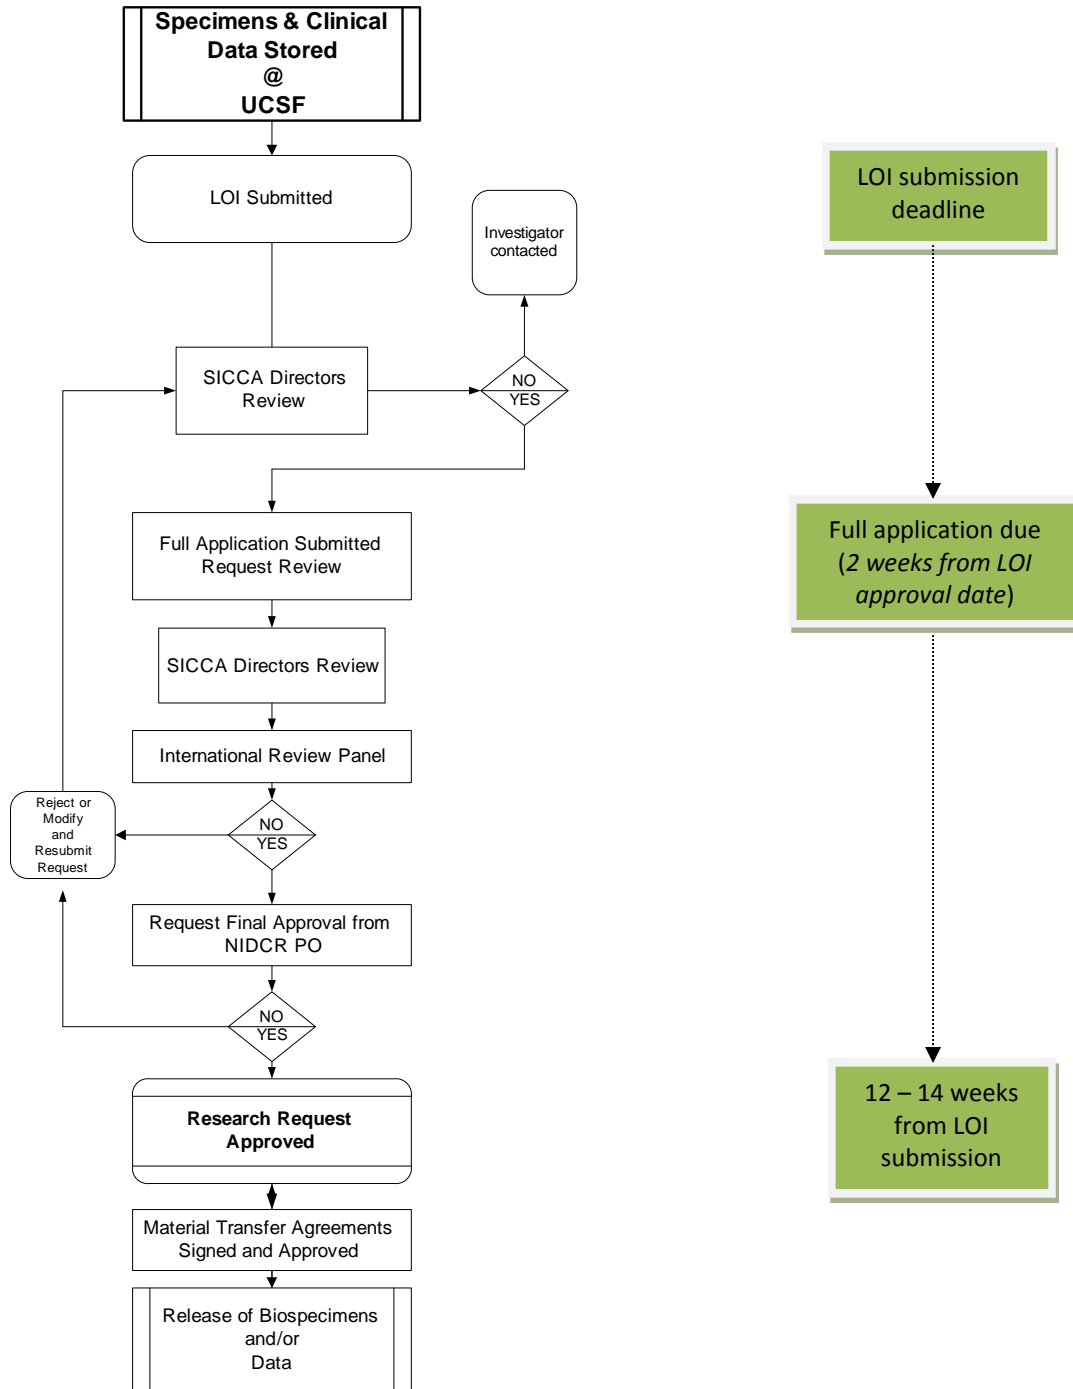 Specimens & Clinical
Data Stored
@
UCSF
LOI Submitted
Investigator
contacted
SICCA Directors
Review
NO
YES
Full Application Submitted
Request Review
SICCA Directors Review
International Review Panel
Reject or
Modify
and
Resubmit
Request
NO
YES
Request Final Approval from
NIDCR PO
NO
YES
Research Request
Approved
Material Transfer Agreements
Signed and Approved
Release of Biospecimens
and/or
Data
LOI submission
deadline
Full application due
(2 weeks from LOI
approval date)
12 – 14 weeks
from LOI
submission